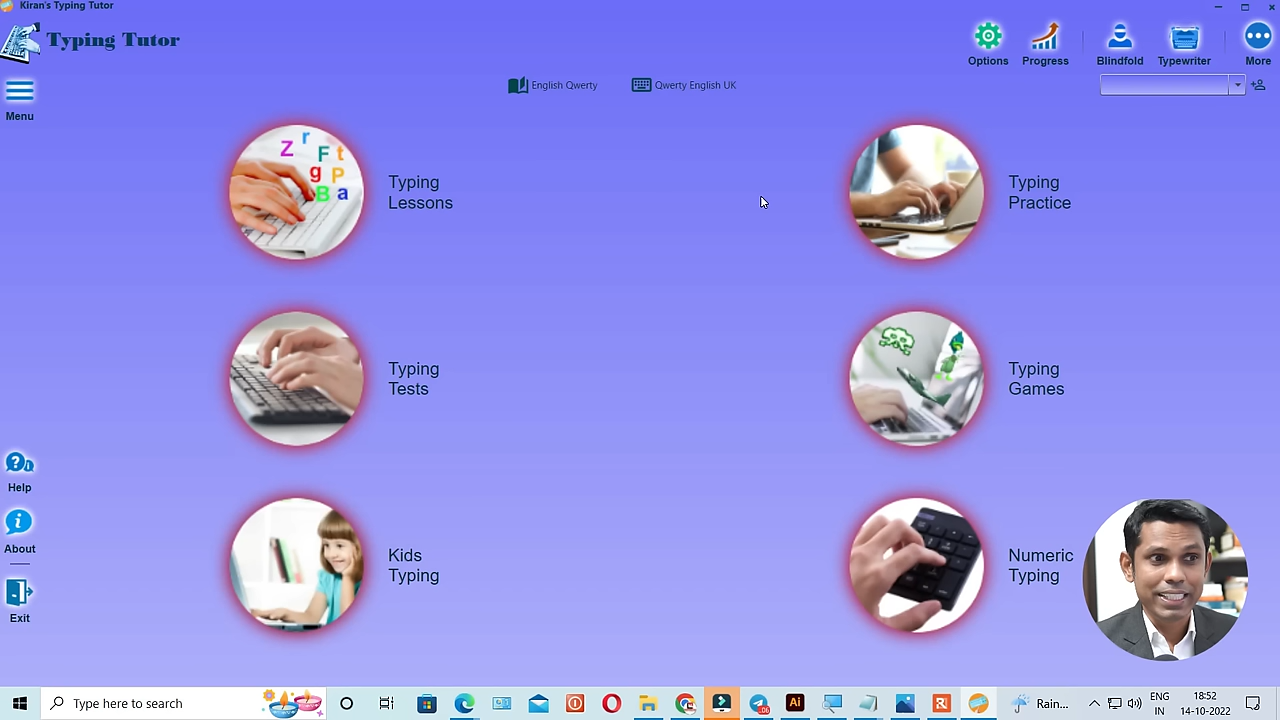 Kiran's Typing Tutor
Typing Tutor
Options
Progress
Blindfold
Typewriter
More
Menu
English Qwerty
Qwerty English UK
Z r F t g P B a
Typing
Lessons
Typing
Practice
Typing
Tests
Typing
Games
Kids
Typing
Numeric
Typing
Help
About
Exit
Type here to search
.06
Ai
Rain...
ENG
IN
18:52
14-10-2022